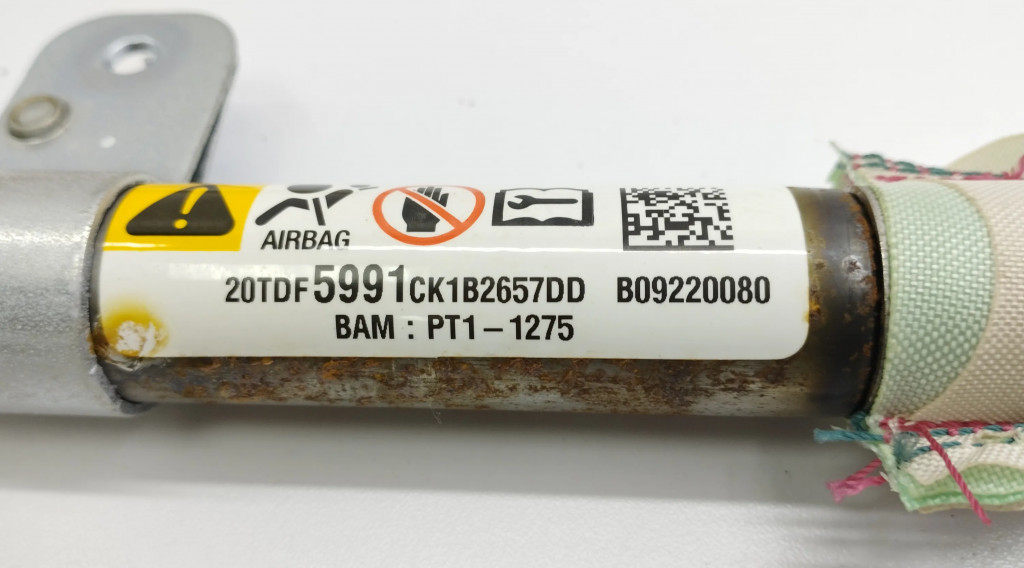 AIRBAG
20TDF5991CK1B2657DD B09220080
BAM : PT1-1275